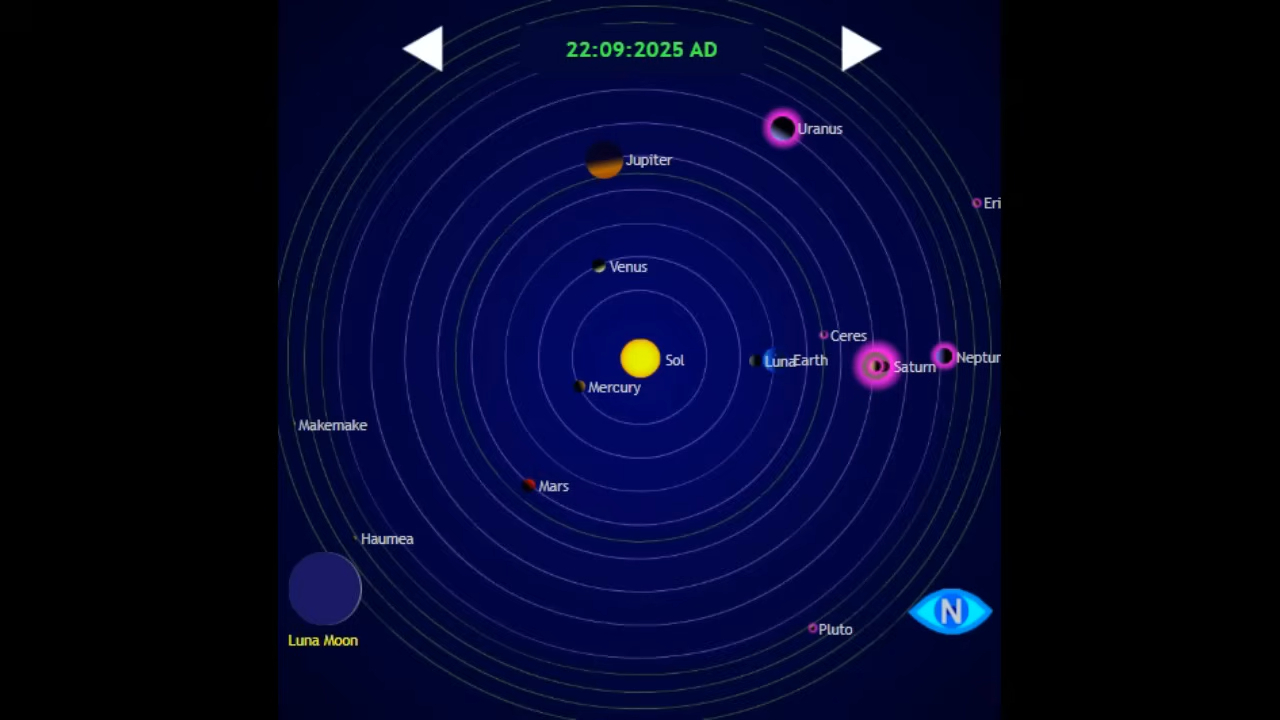 22:09:2025 AD
Uranus
Jupiter
Eri
Venus
Ceres
Sol
Luna
Earth
Saturn
Neptun
Mercury
Makemake
Mars
Haumea
N
Pluto
Luna Moon